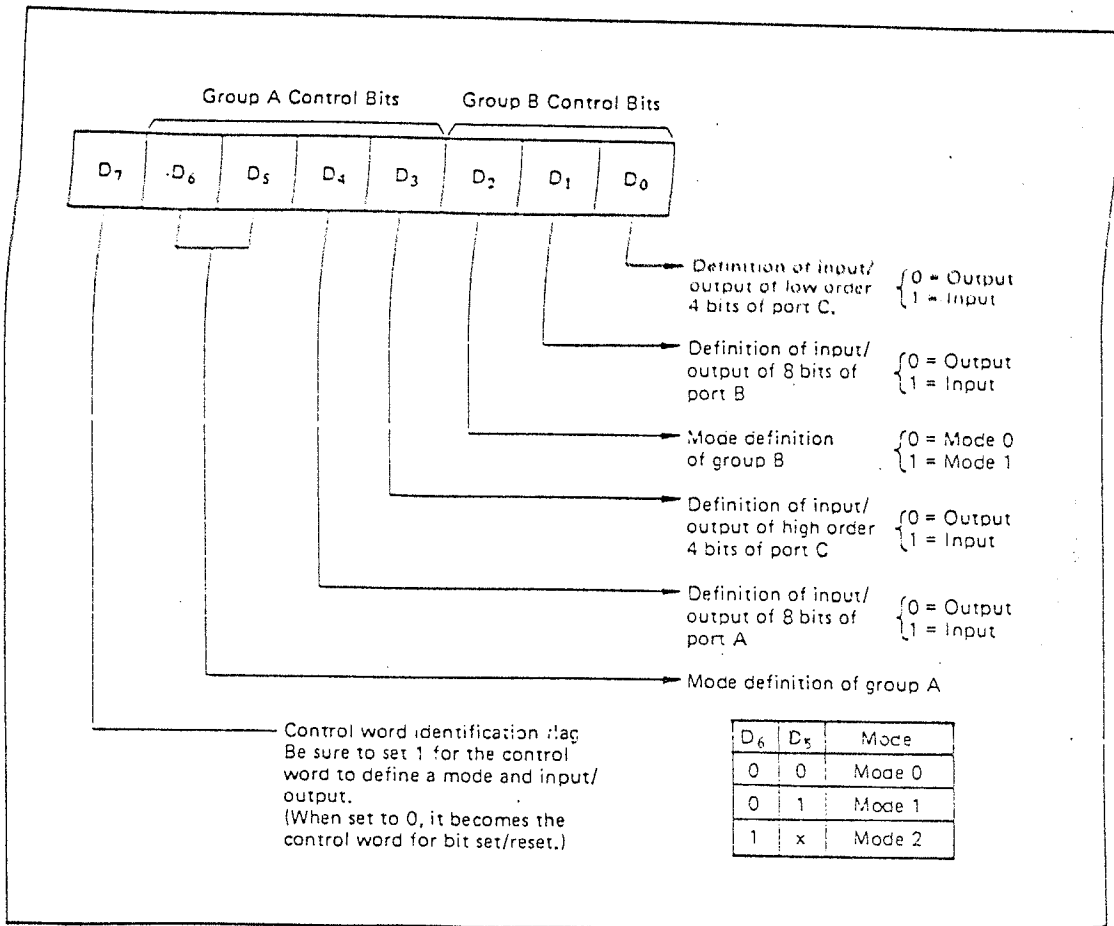 Group A Control Bits
Group B Control Bits
D7 D6 D5 D4 D3 D2 D1 D0
Definition of input/
output of low order
4 bits of port C.
0 = Output
1 = Input
Definition of input/
output of 8 bits of
port B
0 = Output
1 = Input
Mode definition
of group B
0 = Mode 0
1 = Mode 1
Definition of input/
output of high order
4 bits of port C
0 = Output
1 = Input
Definition of input/
output of 8 bits of
port A
0 = Output
1 = Input
Mode definition of group A
Control word identification flag
Be sure to set 1 for the control
word to define a mode and input/
output.
(When set to 0, it becomes the
control word for bit set/reset.)
D6 D5 Mode
0 0 Mode 0
0 1 Mode 1
1 x Mode 2